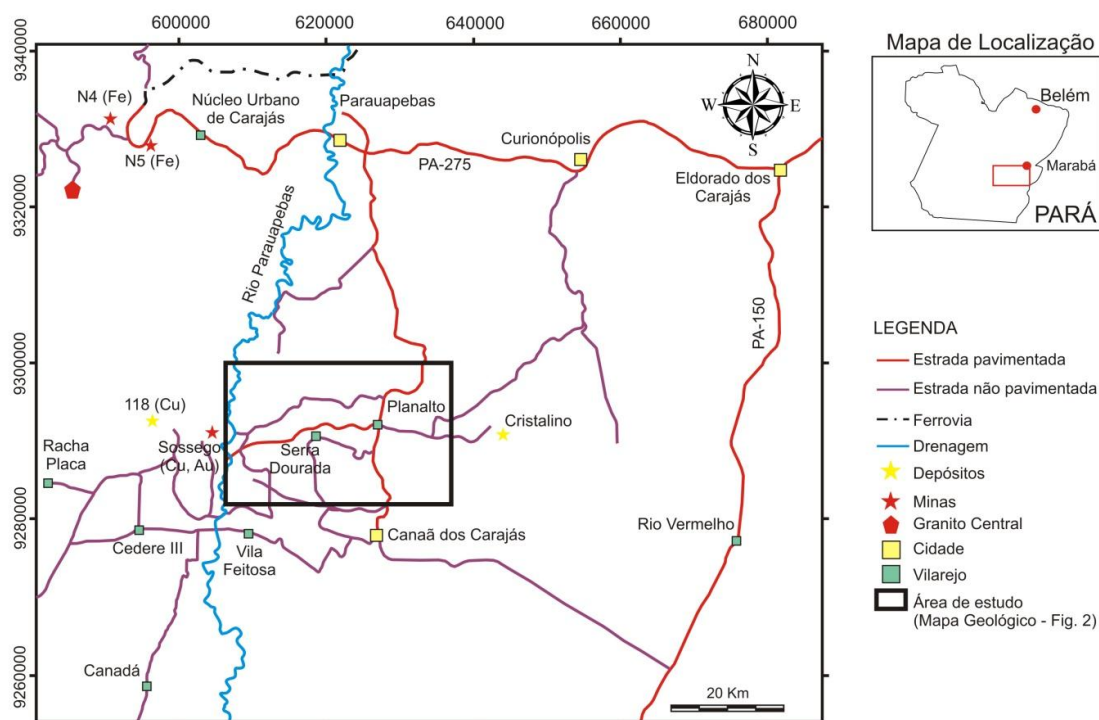 600000
620000
640000
660000
680000
9340000
9320000
9300000
9280000
9260000
N4 (Fe)
N5 (Fe)
Núcleo Urbano
de Carajás
Parauapebas
PA-275
Curionópolis
Eldorado dos
Carajás
N
W
E
S
Rio Parauapebas
PA-150
118 (Cu)
Sossego
(Cu, Au)
Racha
Placa
Serra
Dourada
Planalto
Cristalino
Cedere III
Vila
Feitosa
Canaã dos Carajás
Rio Vermelho
Canadá
20 Km
Mapa de Localização
Belém
Marabá
PARÁ
LEGENDA
Estrada pavimentada
Estrada não pavimentada
Ferrovia
Drenagem
Depósitos
Minas
Granito Central
Cidade
Vilarejo
Área de estudo
(Mapa Geológico - Fig. 2)